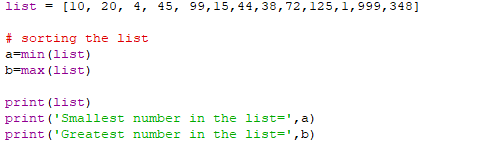 list = [10, 20, 4, 45, 99,15,44,38,72,125,1,999,348]
# sorting the list
a=min(list)
b=max(list)
print(list)
print('Smallest number in the list=',a)
print('Greatest number in the list=',b)